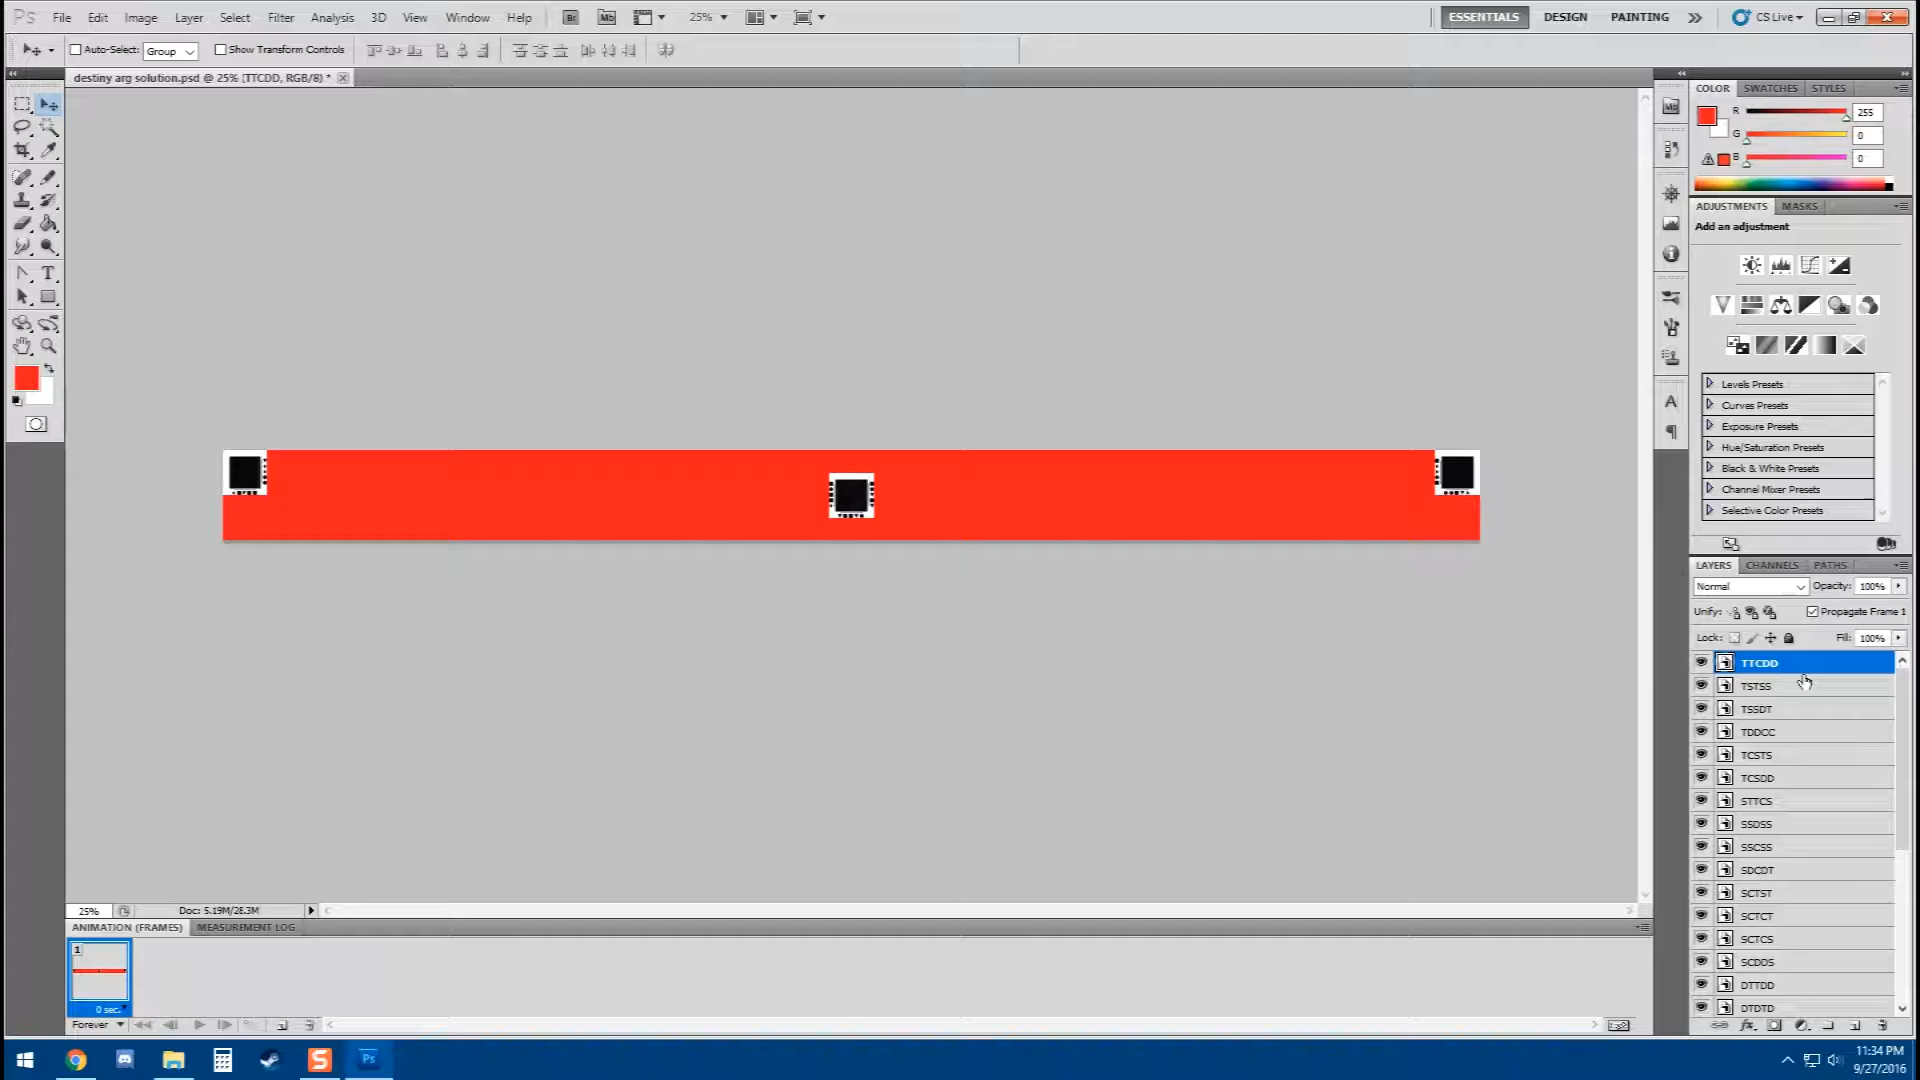 Ps File Edit Image Layer Select Filter Analysis 3D View Window Help Br Mb 25% ESSENTIALS DESIGN PAINTING CS Live
Auto-Select: Group Show Transform Controls
destiny arg solution.psd @ 25% (TTCDD, RGB/8) *
COLOR SWATCHES STYLES
R 255
G 0
B 0
ADJUSTMENTS MASKS
Add an adjustment
Levels Presets
Curves Presets
Exposure Presets
Hue/Saturation Presets
Black & White Presets
Channel Mixer Presets
Selective Color Presets
LAYERS CHANNELS PATHS
Normal Opacity: 100%
Unify: Propagate Frame 1
Lock: Fill: 100%
TTCDD
TSTSS
TSSDT
TDDCC
TCSTS
TCSDD
STTCS
SSDSS
SSCSS
SDCDT
SCTST
SCTCT
SCTCS
SCDDS
DTTDD
DTDTD
25% Doc: 5.19M/28.3M
ANIMATION (FRAMES) MEASUREMENT LOG
1
0 sec.
Forever
Ps
11:34 PM
9/27/2016